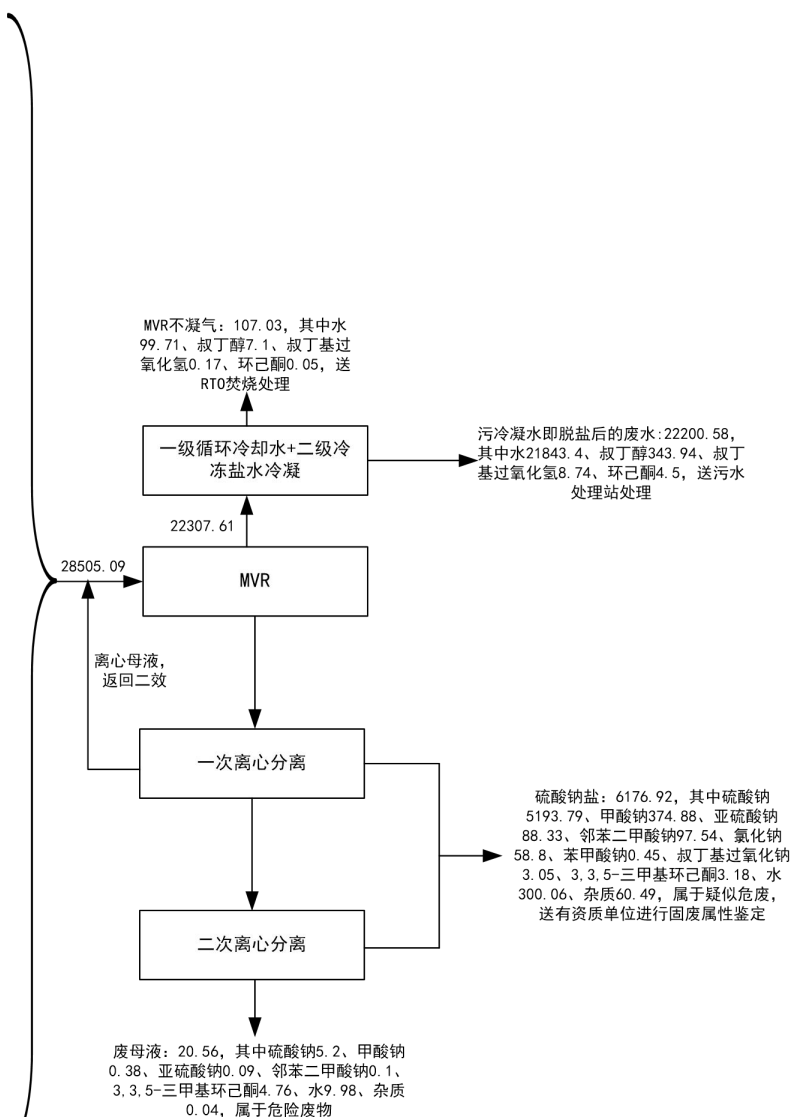 MVR不凝气：107.03，其中水
99.71、叔丁醇7.1、叔丁基过
氧化氢0.17、环己酮0.05，送
RTO焚烧处理
一级循环冷却水+二级冷
冻盐水冷凝
污冷凝水即脱盐后的废水:22200.58，
其中水21843.4、叔丁醇343.94、叔丁
基过氧化氢8.74、环己酮4.5，送污水
处理站处理
22307.61
28505.09
MVR
离心母液，
返回二效
一次离心分离
硫酸钠盐：6176.92，其中硫酸钠
5193.79、甲酸钠374.88、亚硫酸钠
88.33、邻苯二甲酸钠97.54、氯化钠
58.8、苯甲酸钠0.45、叔丁基过氧化钠
3.05、3,3,5-三甲基环己酮3.18、水
300.06、杂质60.49，属于疑似危废，
送有资质单位进行固废属性鉴定
二次离心分离
废母液：20.56，其中硫酸钠5.2、甲酸钠
0.38、亚硫酸钠0.09、邻苯二甲酸钠0.1、
3,3,5-三甲基环己酮4.76、水9.98、杂质
0.04，属于危险废物